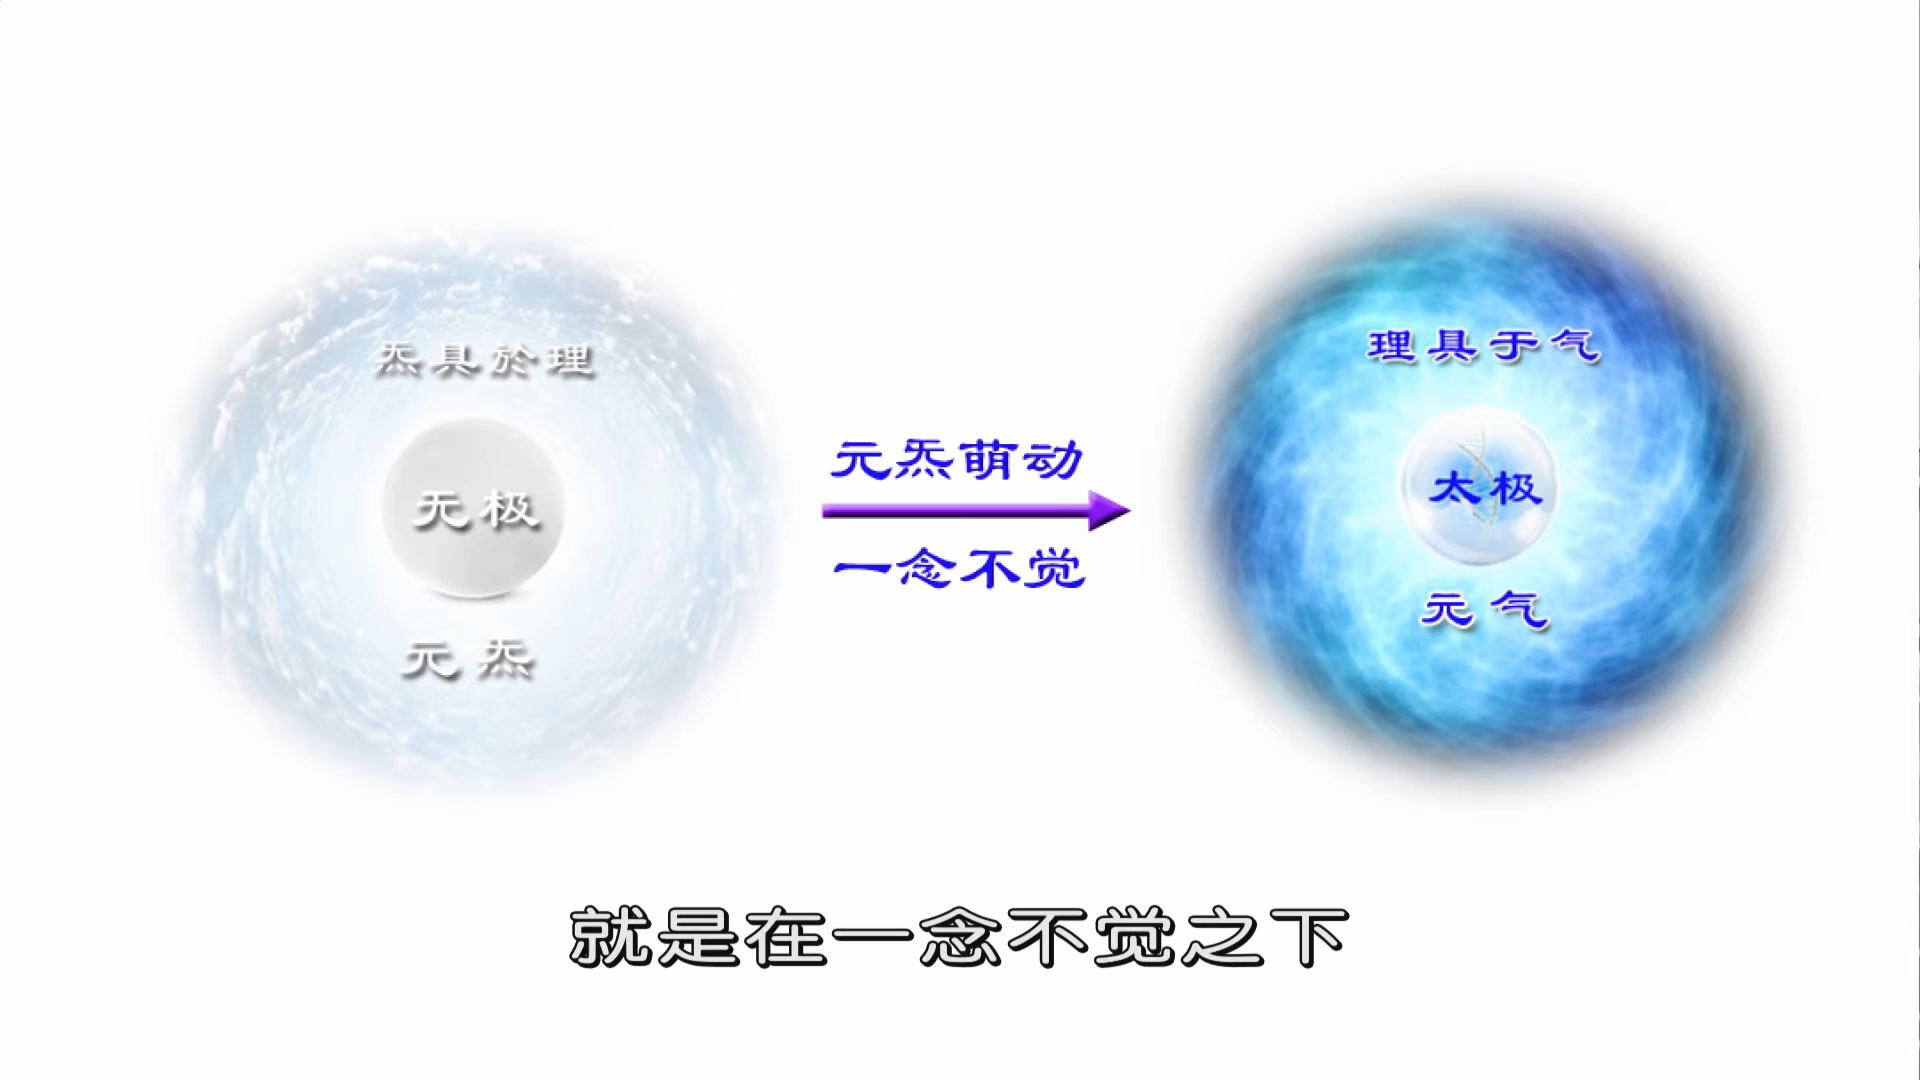 炁具於理
无极
元炁
元炁萌动
一念不觉
理具于气
太极
元气
就是在一念不觉之下